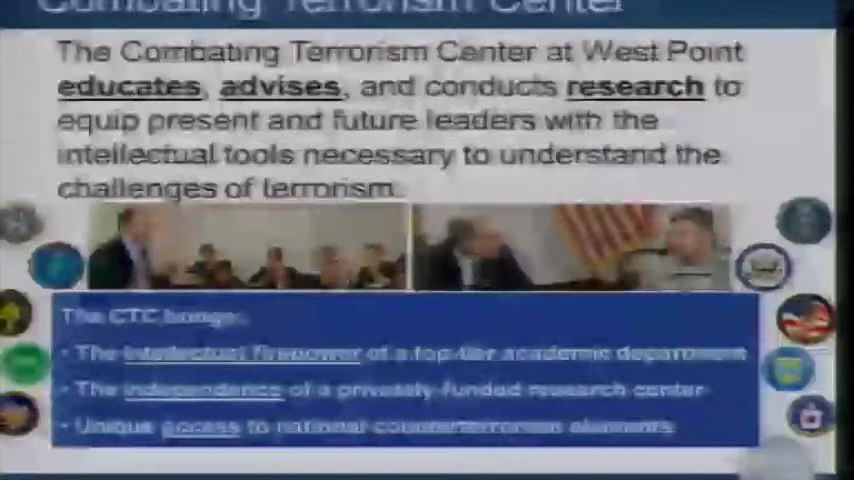 Combating Terrorism Center
The Combating Terrorism Center at West Point
educates, advises, and conducts research to
equip present and future leaders with the
intellectual tools necessary to understand the
challenges of terrorism.
The CTC brings:
• The intellectual firepower of a top-tier academic department
• The independence of a privately-funded research center
• Unique access to national counterterrorism elements